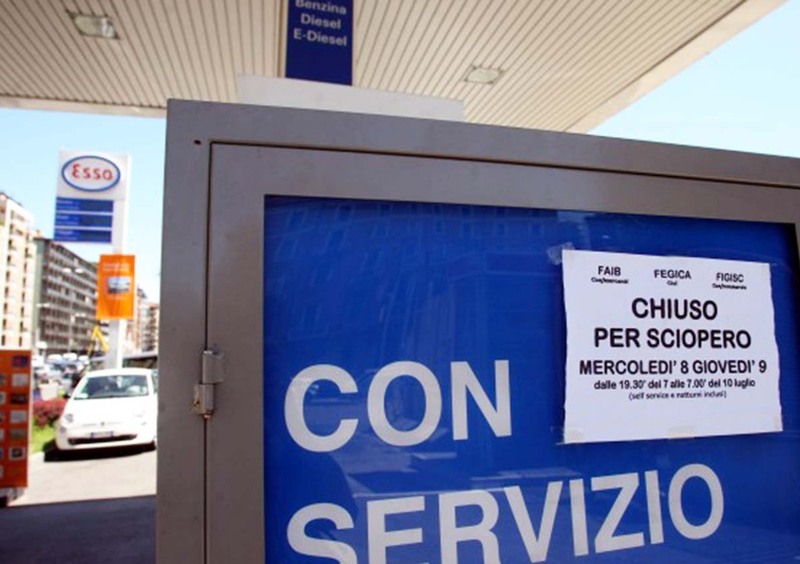 Benzina
Diesel
E-Diesel
Esso
FAIB FEGICA FIGISC
Confesercenti Cisl Confcommercio
CHIUSO
PER SCIOPERO
MERCOLEDI' 8 GIOVEDI' 9
dalle 19.30' del 7 alle 7.00' del 10 luglio
(self service e notturni inclusi)
CON
SERVIZIO